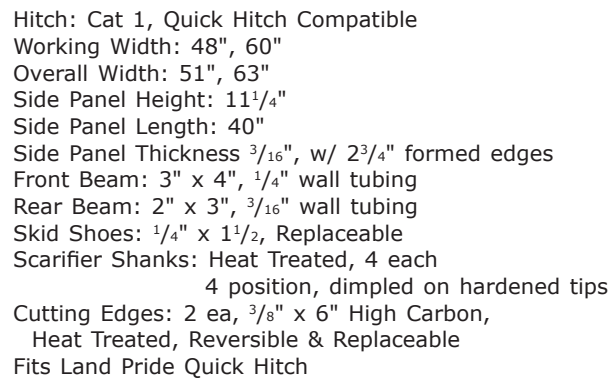 Hitch: Cat 1, Quick Hitch Compatible
Working Width: 48", 60"
Overall Width: 51", 63"
Side Panel Height: 11¹/₄"
Side Panel Length: 40"
Side Panel Thickness ³/₁₆", w/ 2³/₄" formed edges
Front Beam: 3" x 4", ¹/₄" wall tubing
Rear Beam: 2" x 3", ³/₁₆" wall tubing
Skid Shoes: ¹/₄" x 1¹/₂, Replaceable
Scarifier Shanks: Heat Treated, 4 each
4 position, dimpled on hardened tips
Cutting Edges: 2 ea, ³/₈" x 6" High Carbon,
Heat Treated, Reversible & Replaceable
Fits Land Pride Quick Hitch